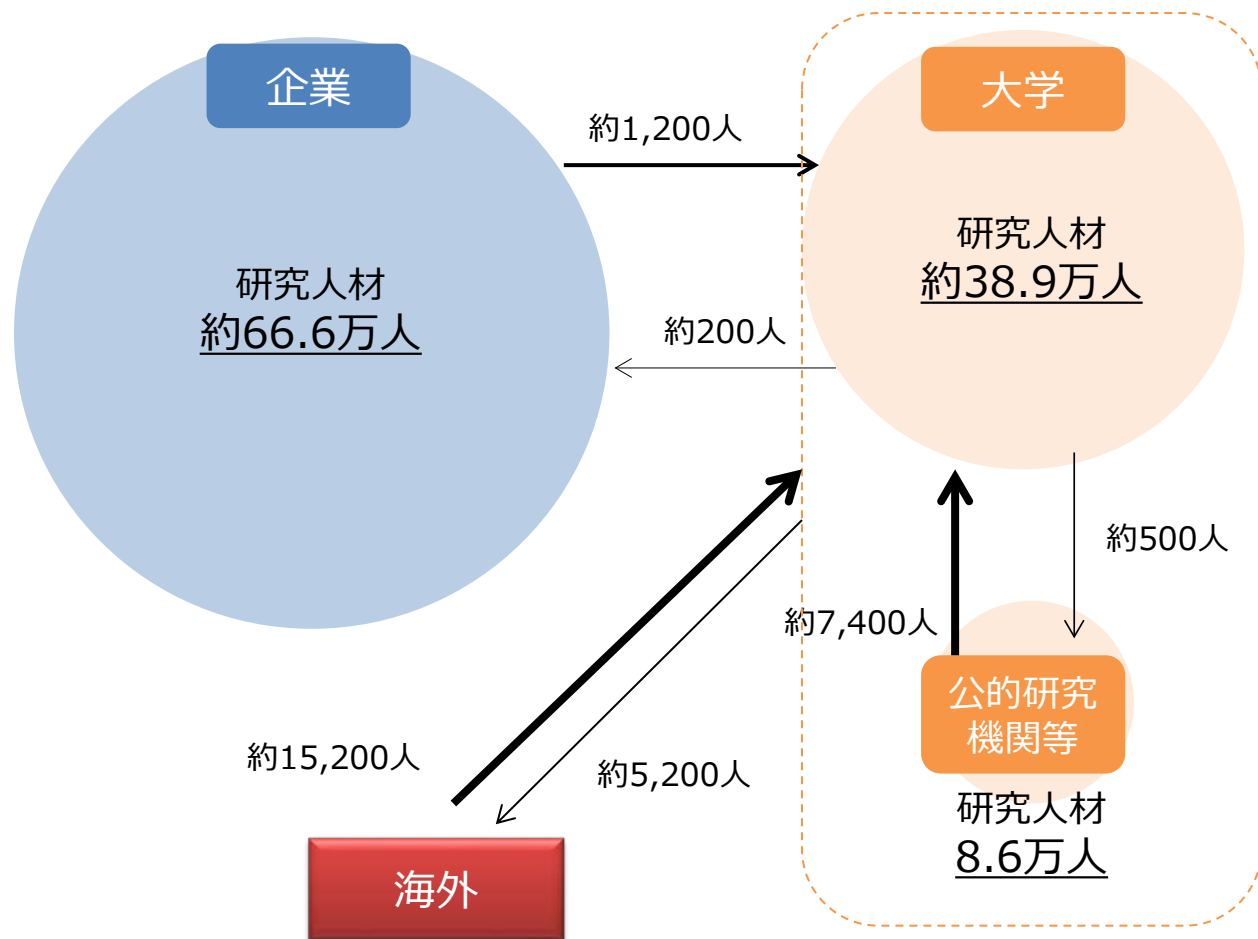 企業
大学
約1,200人
研究人材
約38.9万人
研究人材
約66.6万人
約200人
約500人
約7,400人
公的研究
機関等
約15,200人
約5,200人
研究人材
8.6万人
海外